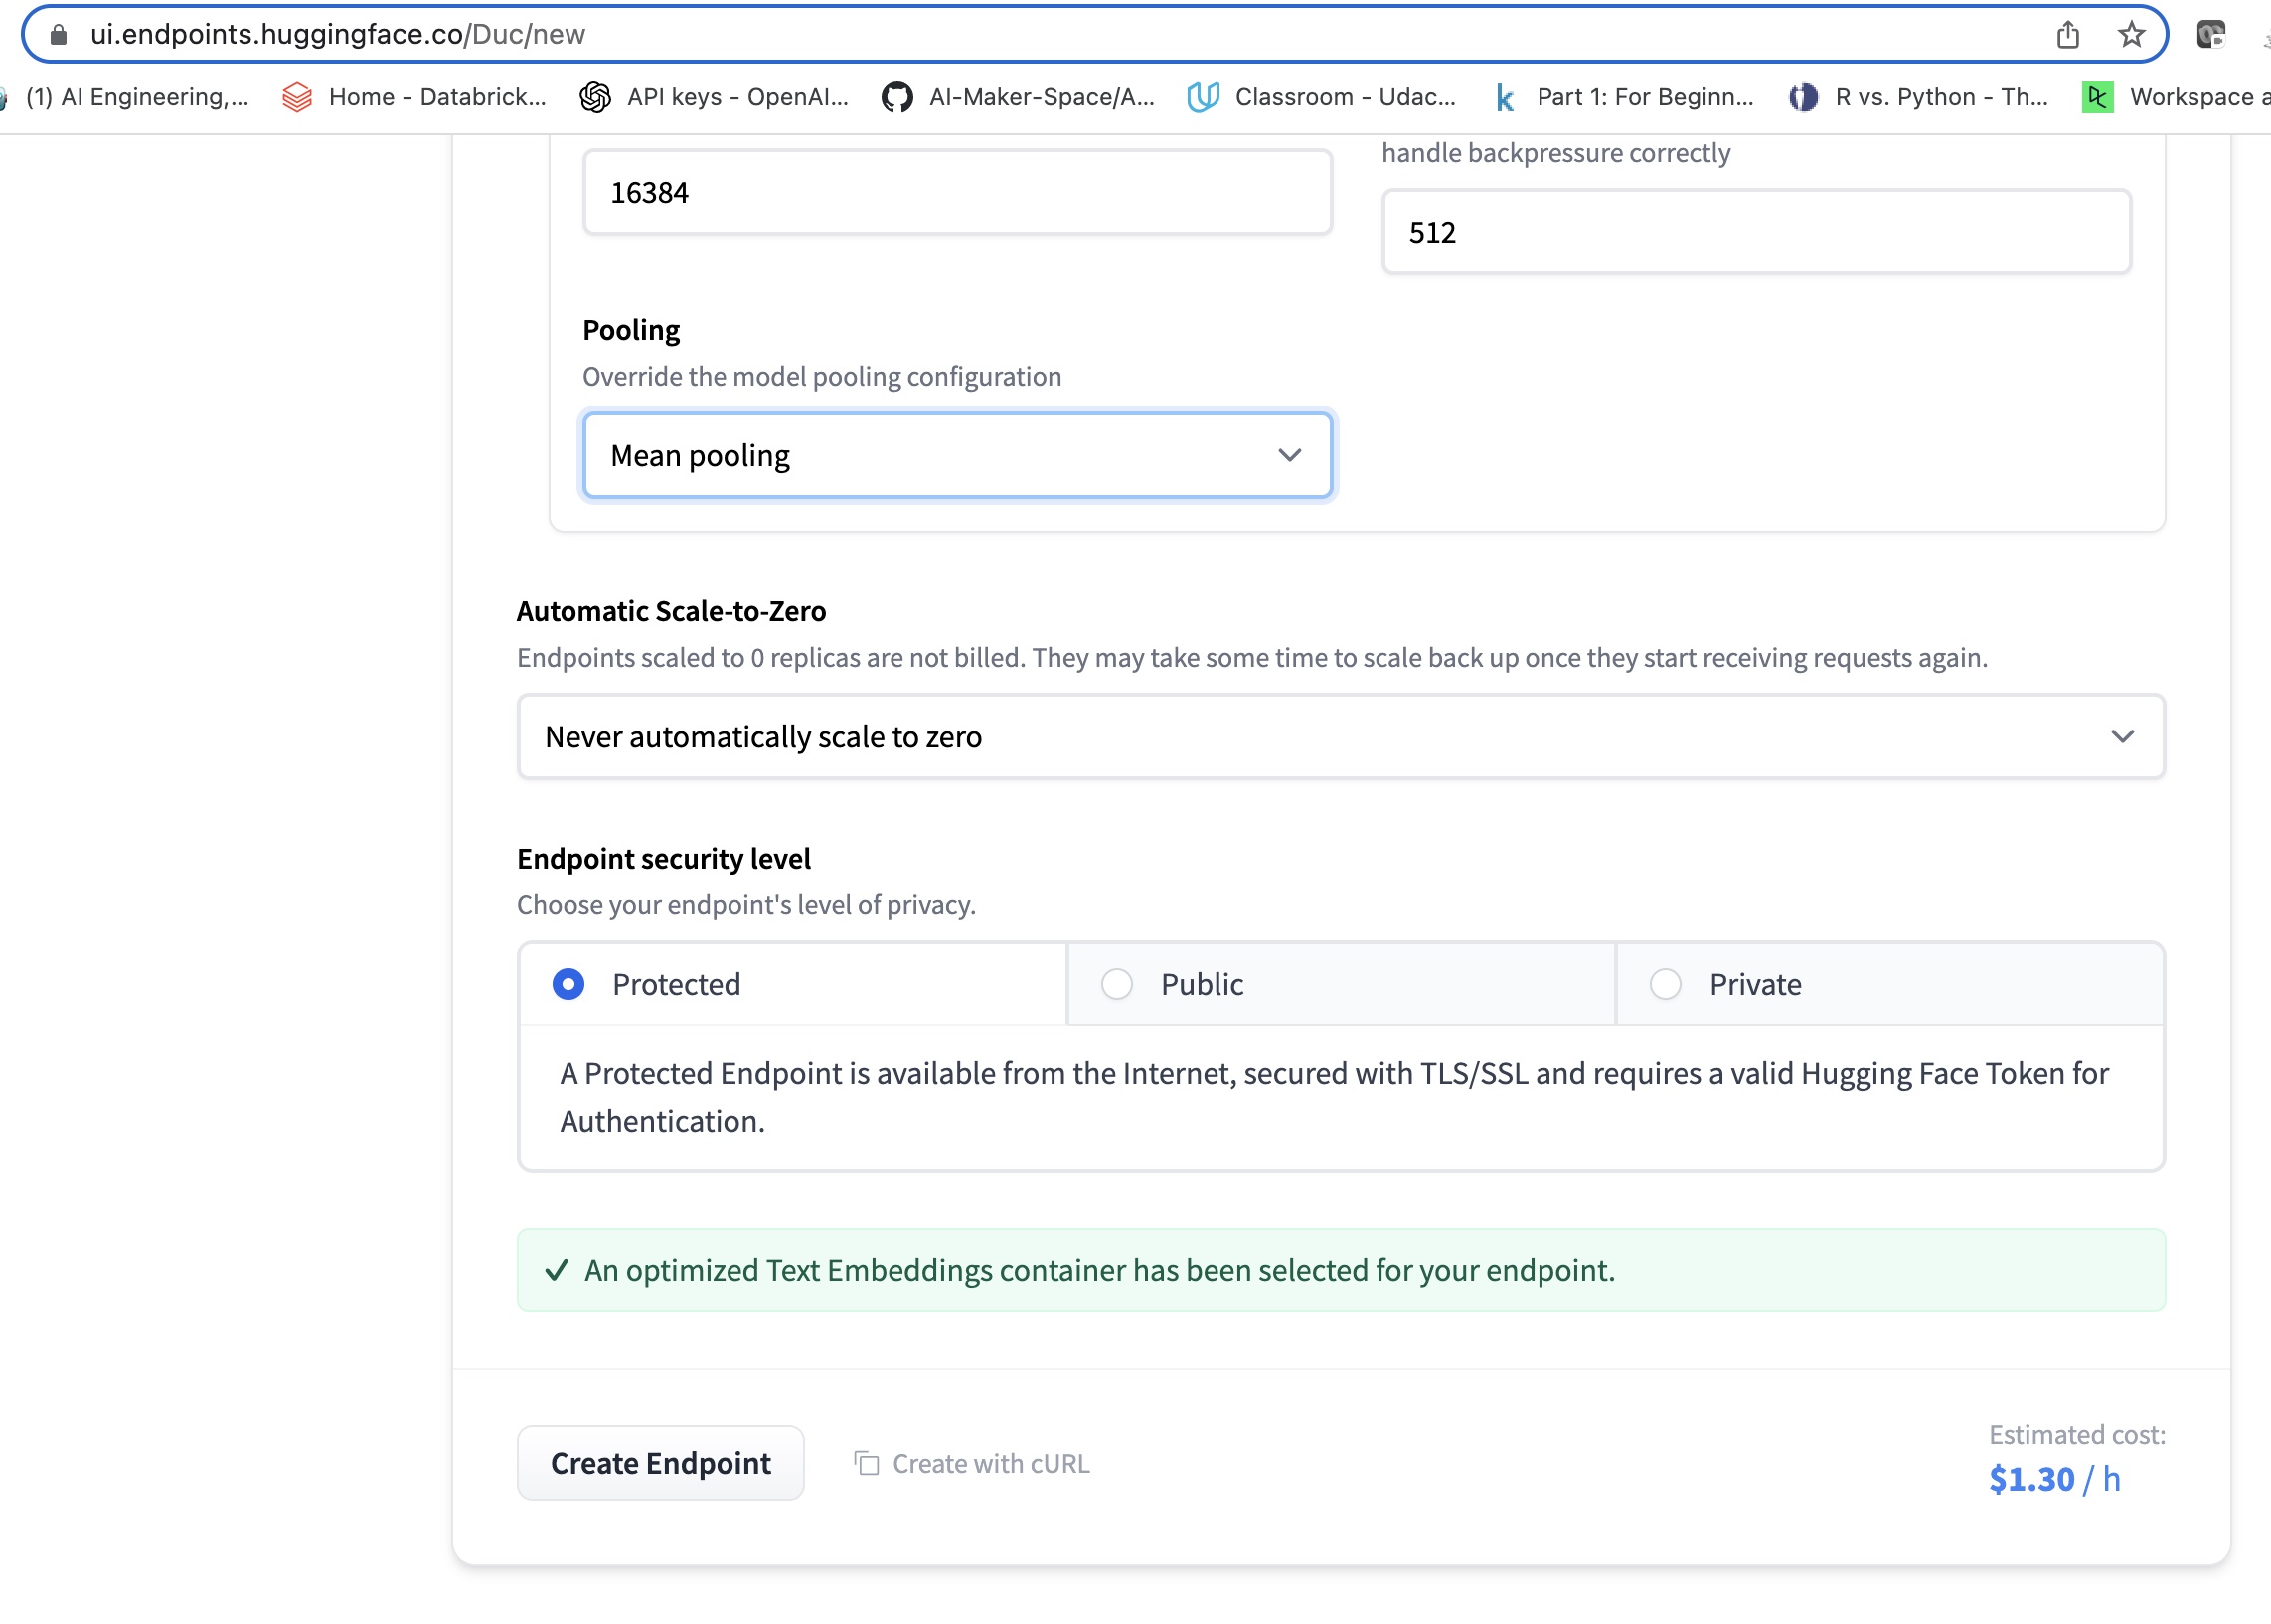 ui.endpoints.huggingface.co/Duc/new
(1) AI Engineering,... Home - Databrick... API keys - OpenAI... AI-Maker-Space/A... Classroom - Udac... k Part 1: For Beginn... R vs. Python - Th... Workspace a
handle backpressure correctly
16384
512
Pooling
Override the model pooling configuration
Mean pooling
Automatic Scale-to-Zero
Endpoints scaled to 0 replicas are not billed. They may take some time to scale back up once they start receiving requests again.
Never automatically scale to zero
Endpoint security level
Choose your endpoint's level of privacy.
Protected Public Private
A Protected Endpoint is available from the Internet, secured with TLS/SSL and requires a valid Hugging Face Token for
Authentication.
✓ An optimized Text Embeddings container has been selected for your endpoint.
Create Endpoint Create with cURL
Estimated cost:
$1.30 / h